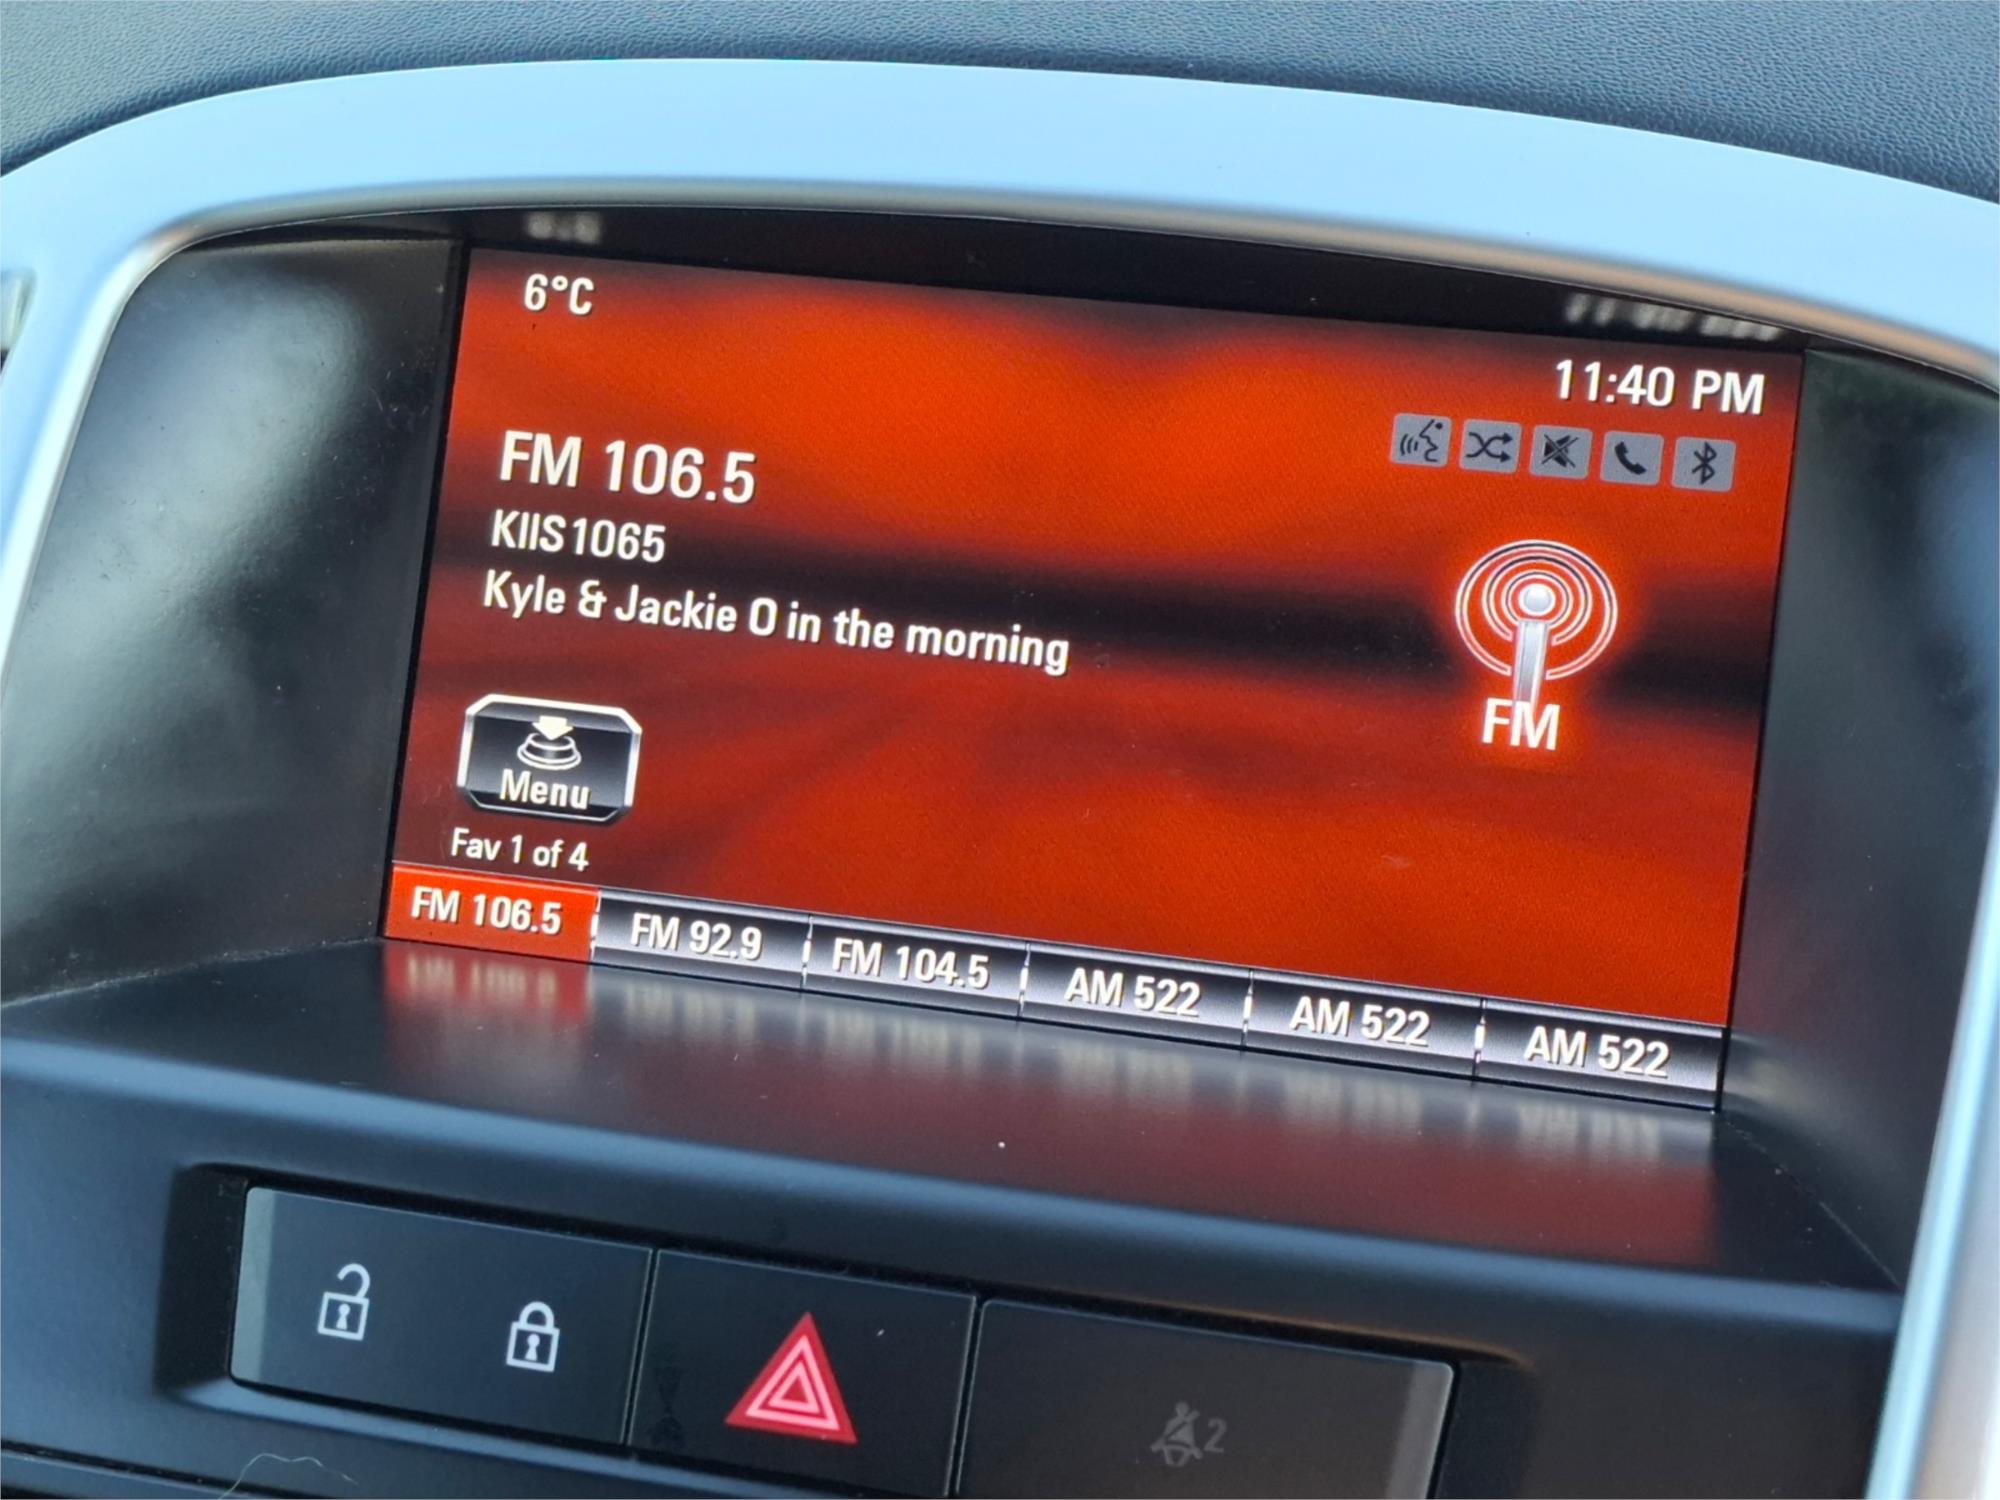 6°C
11:40 PM
FM 106.5
KIIS1065
Kyle & Jackie O in the morning
FM
Menu
Fav 1 of 4
FM 106.5
FM 92.9
FM 104.5
AM 522
AM 522
AM 522
2